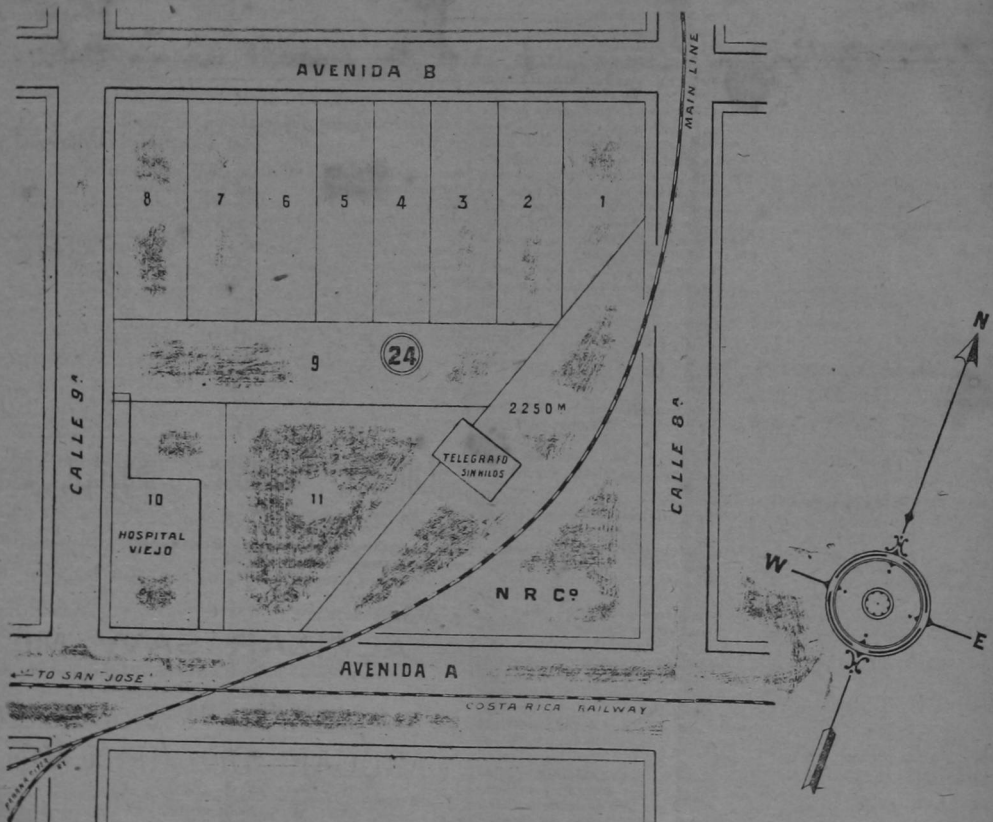 AVENIDA B
MAIN LINE
8
7
6
5
4
3
2
1
9
24
2250 M
CALLE 9ª
CALLE 8ª
TELEGRAFO
SIN HILOS
10
11
HOSPITAL
VIEJO
N R Cº
N
W
E
AVENIDA A
TO SAN JOSE
COSTA RICA RAILWAY